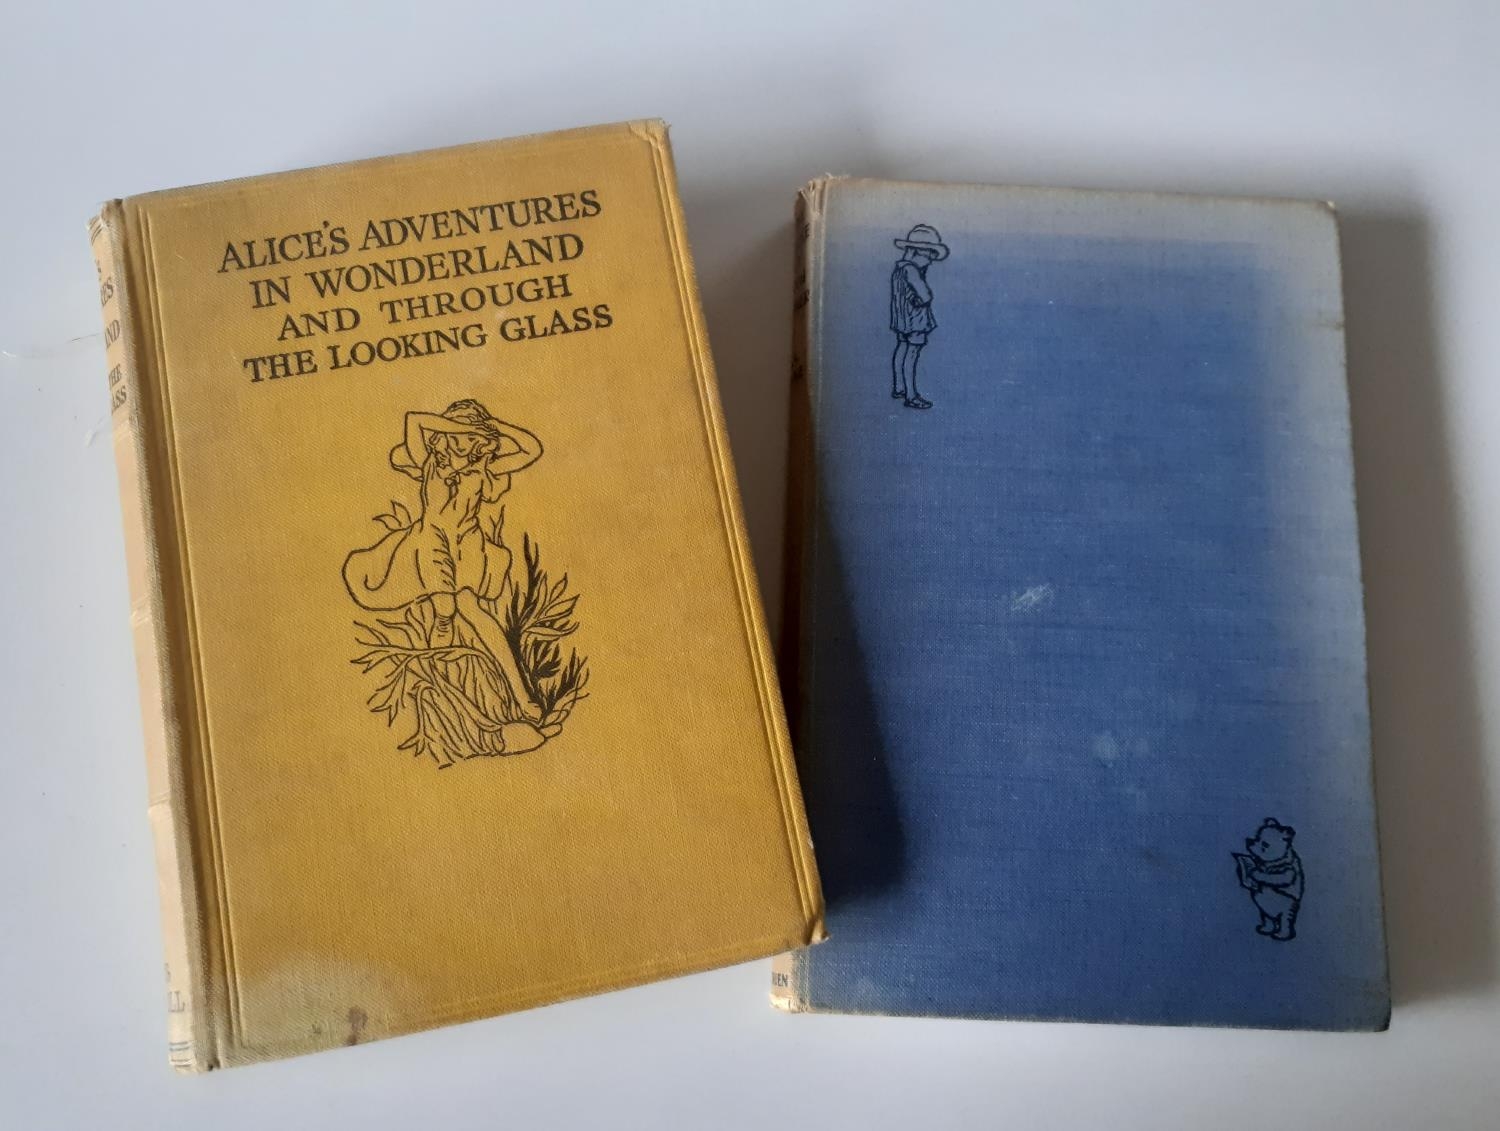 ALICE'S ADVENTURES
IN WONDERLAND
AND THROUGH
THE LOOKING GLASS